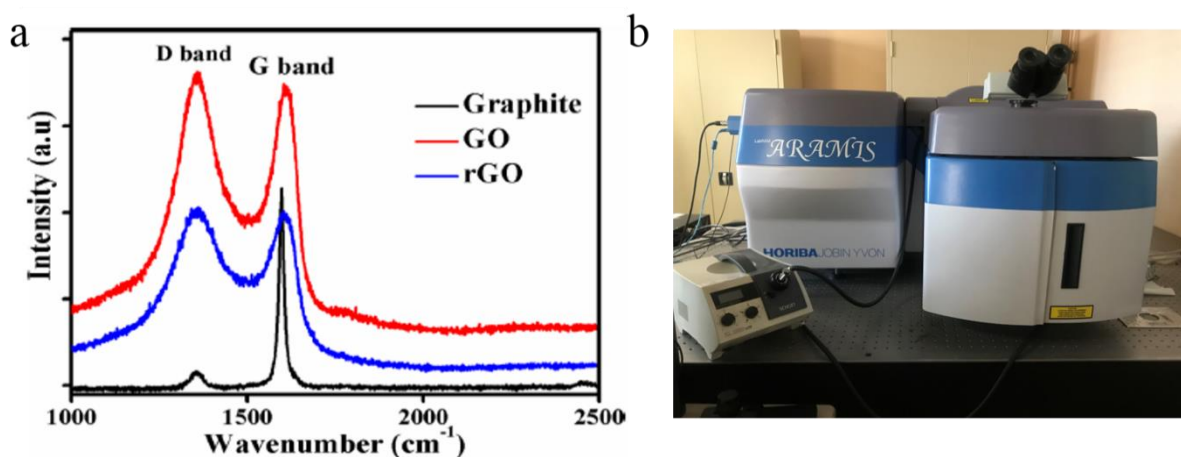 a
D band
G band
Graphite
GO
rGO
Intensity (a.u)
1000
1500
2000
2500
Wavenumber (cm⁻¹)
b
ARAMIS
HORIBA JOBIN YVON